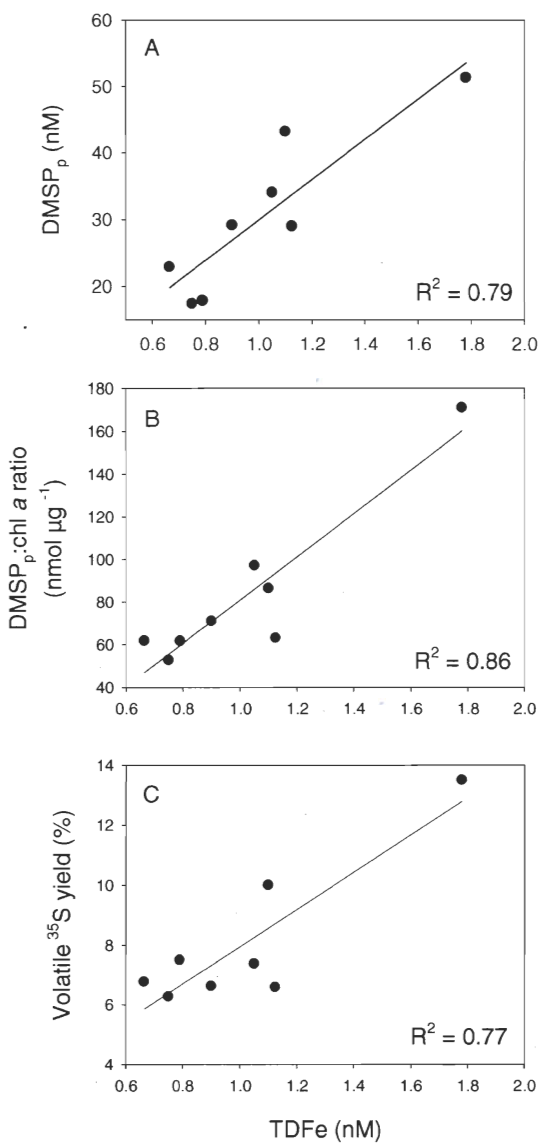 60
A
50
DMSPp (nM)
40
30
20
R² = 0.79
0.6 0.8 1.0 1.2 1.4 1.6 1.8 2.0
180
B
160
140
DMSPp:chl a ratio
(nmol µg⁻¹)
120
100
80
60
R² = 0.86
40
0.6 0.8 1.0 1.2 1.4 1.6 1.8 2.0
14
C
12
Volatile ³⁵S yield (%)
10
8
6
R² = 0.77
4
0.6 0.8 1.0 1.2 1.4 1.6 1.8 2.0
TDFe (nM)